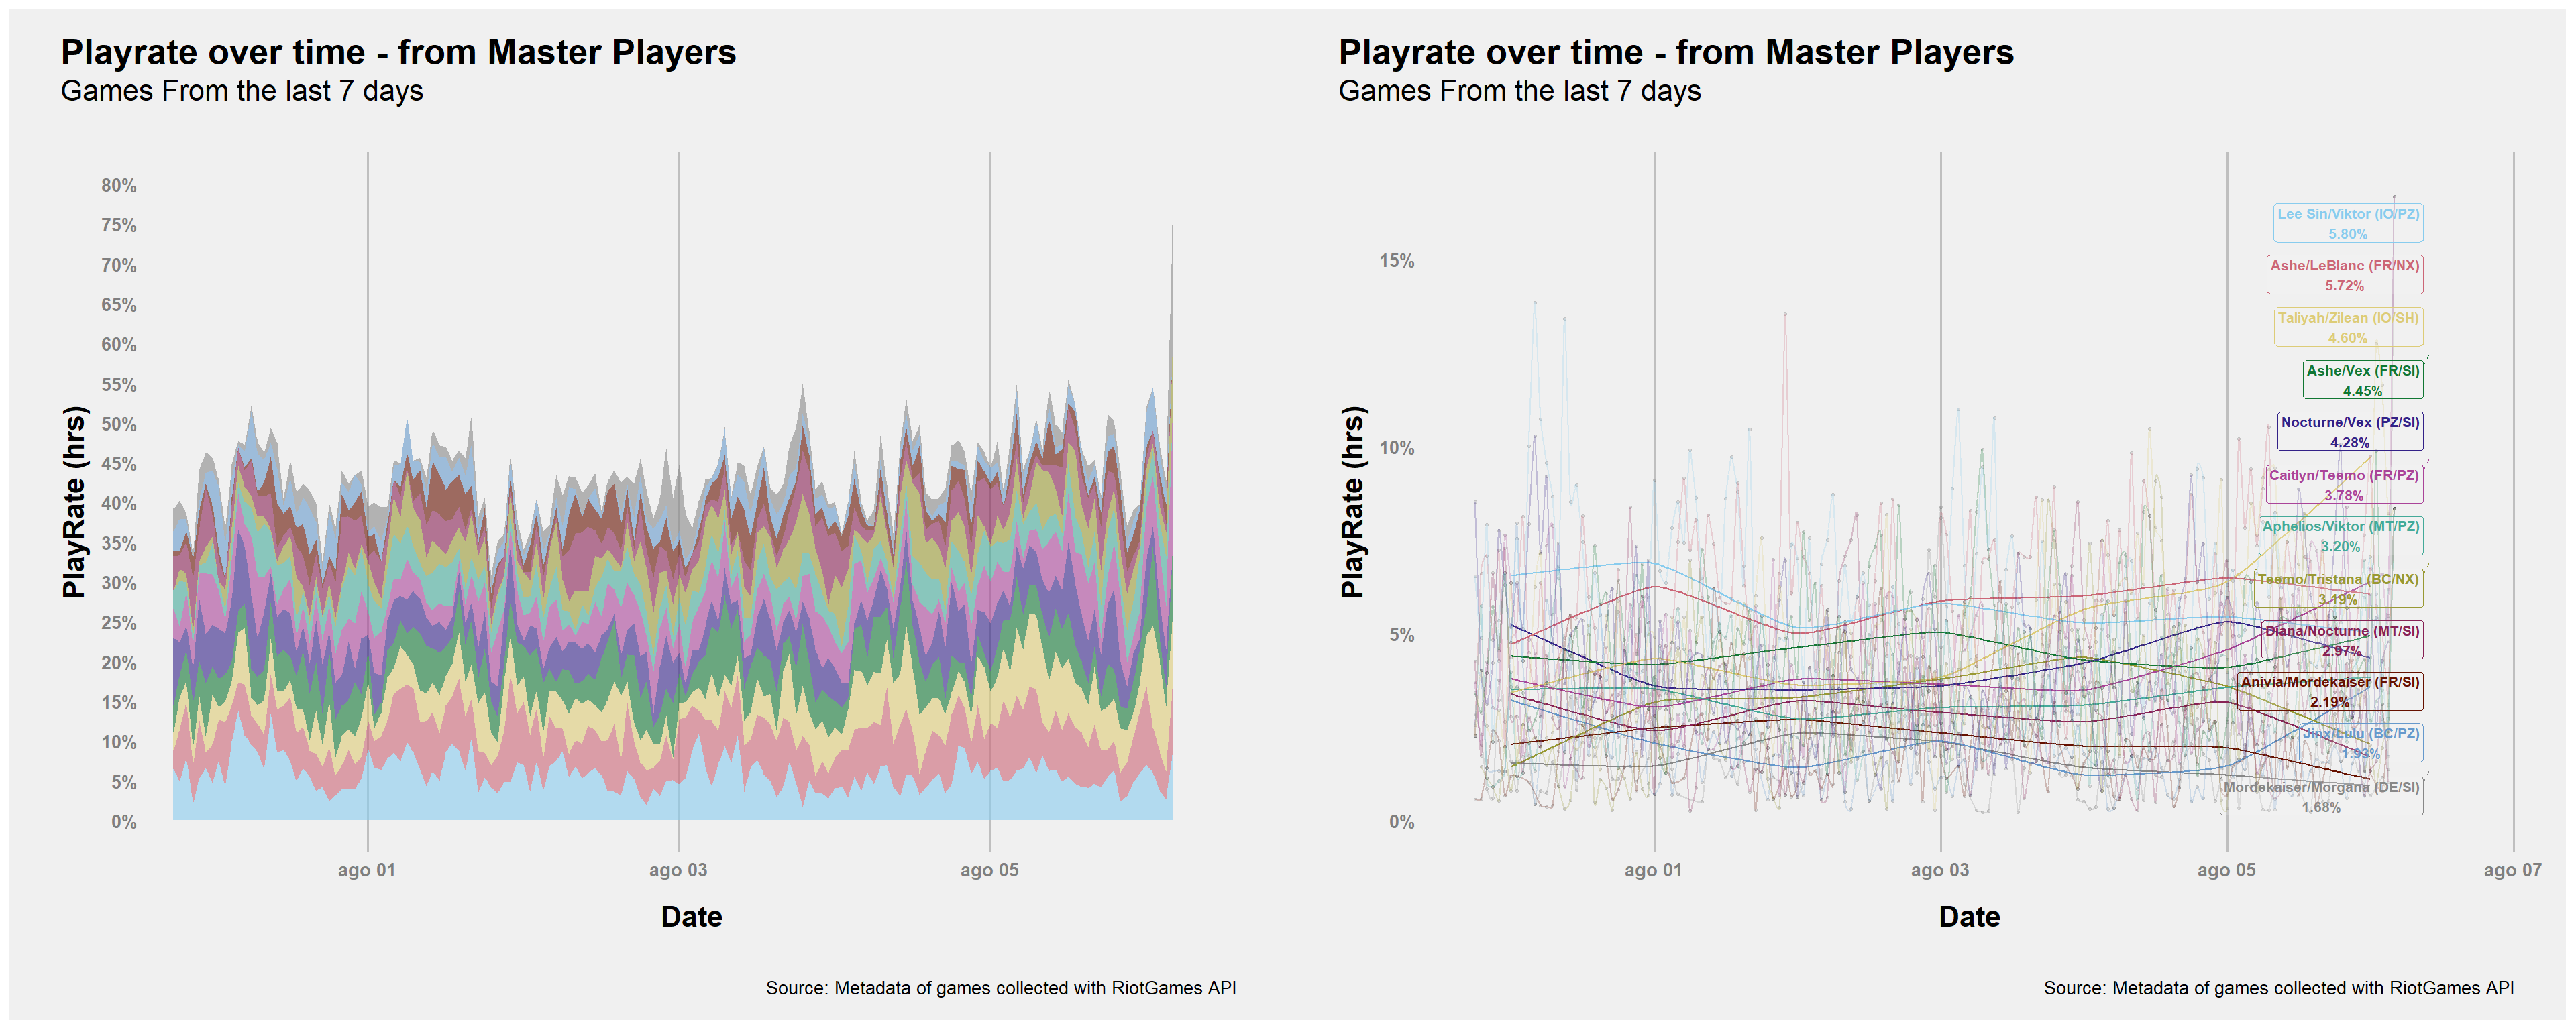 Playrate over time - from Master Players
Games From the last 7 days
PlayRate (hrs)
80%
75%
70%
65%
60%
55%
50%
45%
40%
35%
30%
25%
20%
15%
10%
5%
0%
ago 01
ago 03
ago 05
Date
Source: Metadata of games collected with RiotGames API
Playrate over time - from Master Players
Games From the last 7 days
PlayRate (hrs)
15%
10%
5%
0%
Lee Sin/Viktor (IO/PZ)
5.80%
Ashe/LeBlanc (FR/NX)
5.72%
Taliyah/Zilean (IO/SH)
4.60%
Ashe/Vex (FR/SI)
4.45%
Nocturne/Vex (PZ/SI)
4.28%
Caitlyn/Teemo (FR/PZ)
3.78%
Aphelios/Viktor (MT/PZ)
3.20%
Teemo/Tristana (BC/NX)
3.19%
Diana/Nocturne (MT/SI)
2.97%
Anivia/Mordekaiser (FR/SI)
2.19%
Jinx/Lulu (BC/PZ)
1.93%
Mordekaiser/Morgana (DE/SI)
1.68%
ago 01
ago 03
ago 05
ago 07
Date
Source: Metadata of games collected with RiotGames API